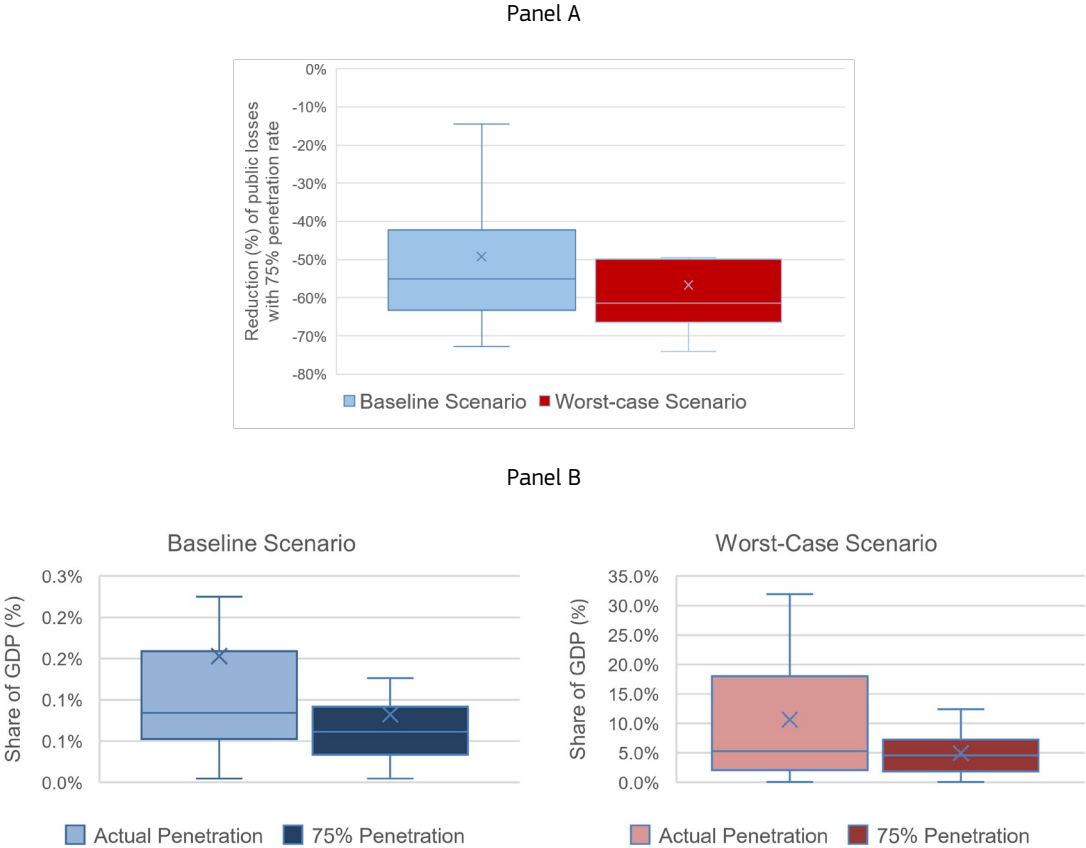 Panel A
Reduction (%) of public losses
with 75% penetration rate
0%
-10%
-20%
-30%
-40%
-50%
-60%
-70%
-80%
Baseline Scenario
Worst-case Scenario
Panel B
Baseline Scenario
Share of GDP (%)
0.3%
0.2%
0.2%
0.1%
0.1%
0.0%
Actual Penetration
75% Penetration
Worst-Case Scenario
Share of GDP (%)
35.0%
30.0%
25.0%
20.0%
15.0%
10.0%
5.0%
0.0%
Actual Penetration
75% Penetration